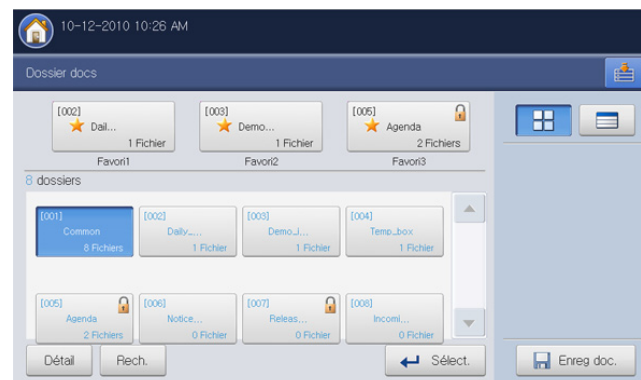 10-12-2010 10:26 AM
Dossier docs
[002]
Dail...
1 Fichier
Favori1
[003]
Demo...
1 Fichier
Favori2
[005]
Agenda
2 Fichiers
Favori3
8 dossiers
[001]
Common
8 Fichiers
[002]
Daily_...
1 Fichier
[003]
Demo_i...
1 Fichier
[004]
Temp_box
1 Fichier
[005]
Agenda
2 Fichiers
[006]
Notice...
0 Fichier
[007]
Releas...
0 Fichier
[008]
Incomi...
0 Fichier
Détail
Rech.
Sélect.
Enreg doc.